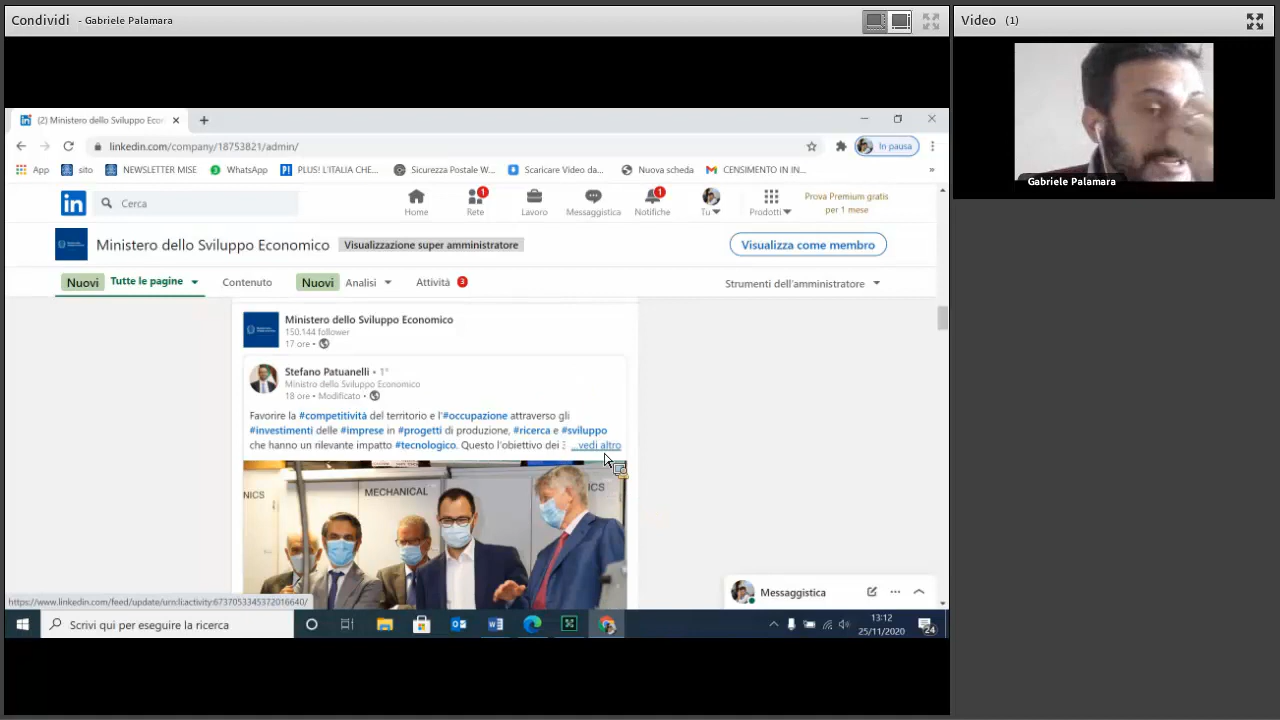 Condividi - Gabriele Palamara
Video (1)
Gabriele Palamara
(2) Ministero dello Sviluppo Econ
linkedin.com/company/18753821/admin/
In pausa
App
sito
NEWSLETTER MISE
WhatsApp
PLUS! L'ITALIA CHE...
Sicurezza Postale W...
Scaricare Video da...
Nuova scheda
CENSIMENTO IN IN...
»
Cerca
Home
1
Rete
Lavoro
Messaggistica
1
Notifiche
Tu
Prodotti
Prova Premium gratis
per 1 mese
Ministero dello Sviluppo Economico
Visualizzazione super amministratore
Visualizza come membro
Nuovi Tutte le pagine
Contenuto
Nuovi Analisi
Attività 3
Strumenti dell'amministratore
Ministero dello Sviluppo Economico
150.144 follower
17 ore •
Stefano Patuanelli • 1°
Ministro dello Sviluppo Economico
18 ore • Modificato •
Favorire la #competitività del territorio e l'#occupazione attraverso gli
#investimenti delle #imprese in #progetti di produzione, #ricerca e #sviluppo
che hanno un rilevante impatto #tecnologico. Questo l'obiettivo dei ...vedi altro
NICS
MECHANICAL
ICS
Messaggistica
https://www.linkedin.com/feed/update/urn:li:activity:6737053345372016640/
Scrivi qui per eseguire la ricerca
13:12
25/11/2020
24